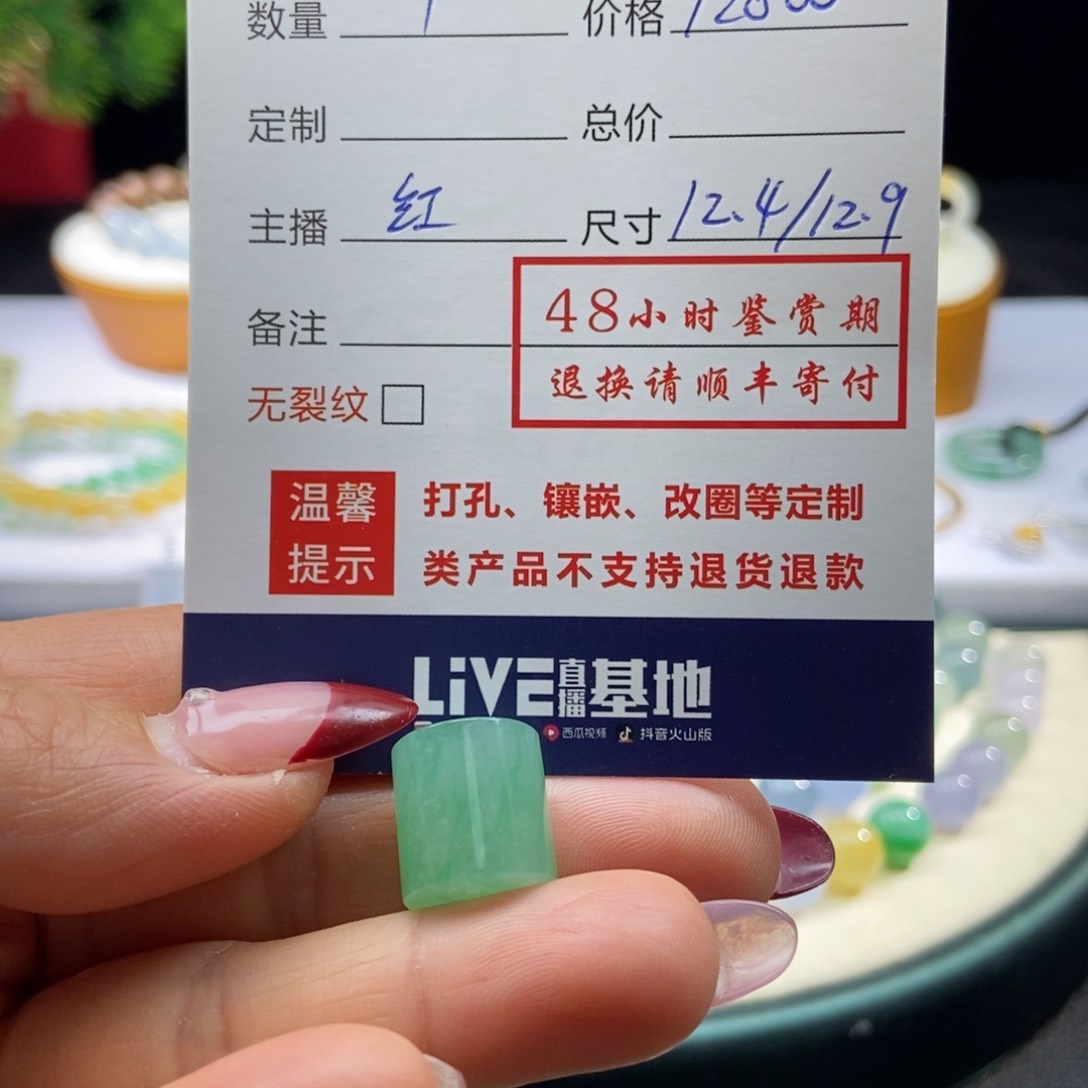 数量 1 价格
定制 总价
主播 红 尺寸 12.4/12.9
备注
48小时鉴赏期
退换请顺丰寄付
无裂纹
温馨提示
打孔、镶嵌、改圈等定制
类产品不支持退货退款
LiVE直播基地
西瓜视频 抖音火山版